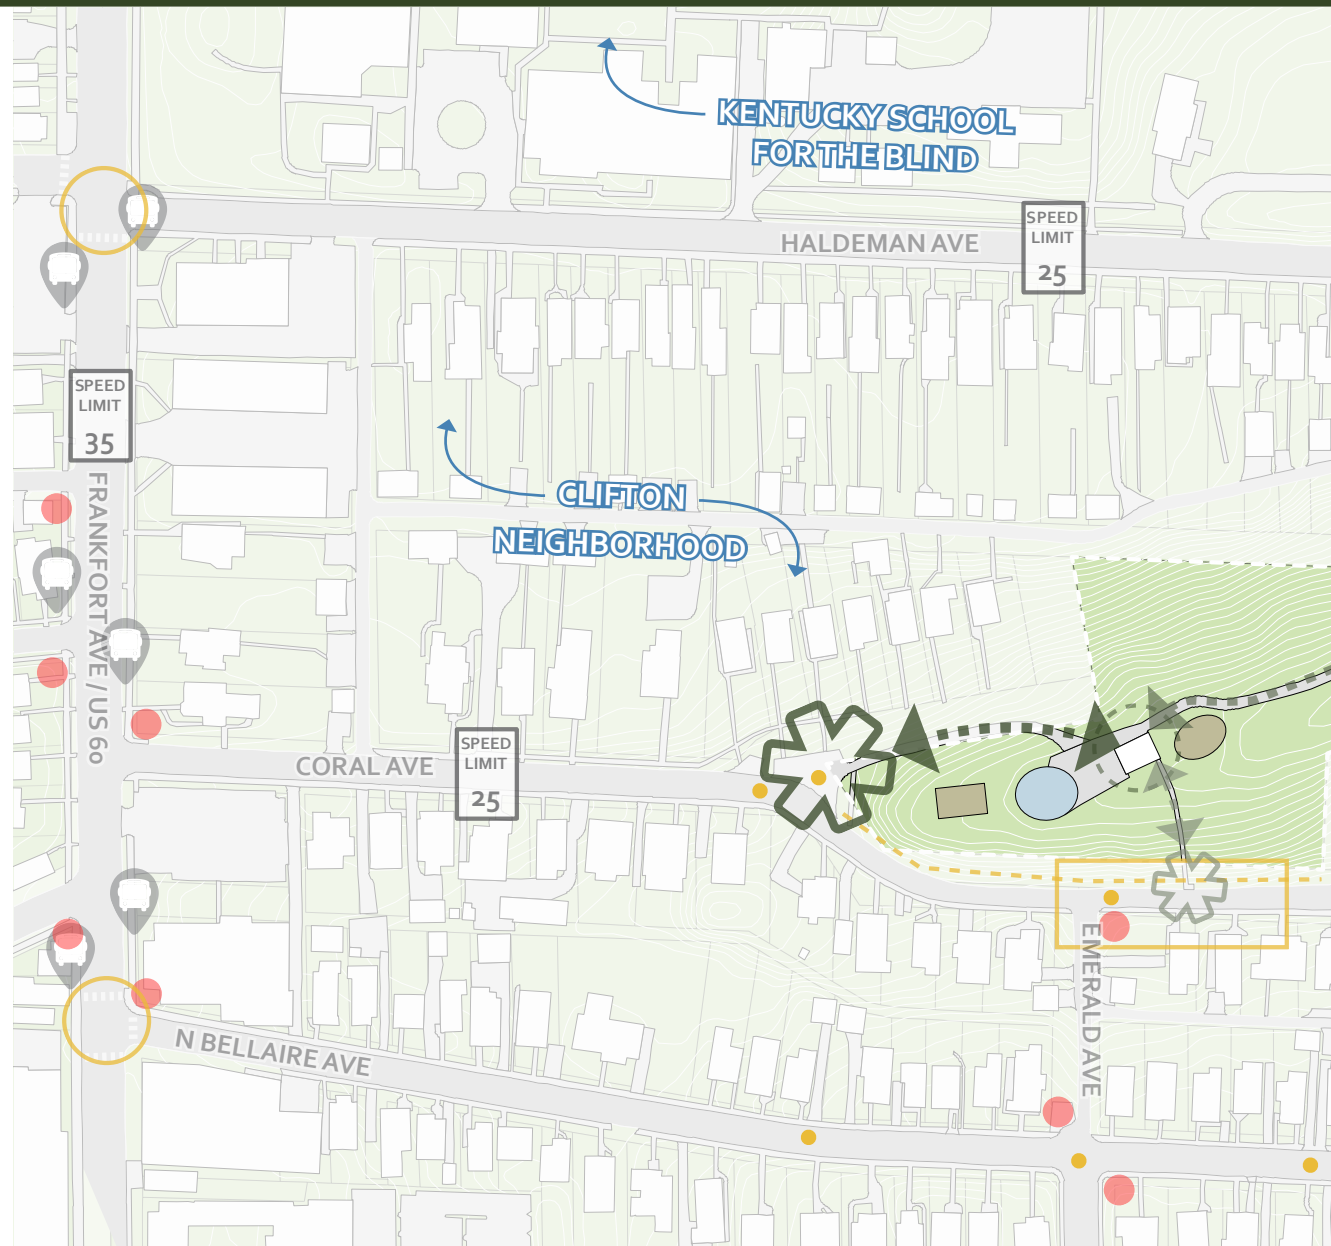 KENTUCKY SCHOOL
FOR THE BLIND
SPEED
LIMIT
25
HALDEMAN AVE
SPEED
LIMIT
35
FRANKFORT AVE / US 60
CLIFTON
NEIGHBORHOOD
SPEED
LIMIT
25
CORAL AVE
EMERALD AVE
N BELLAIRE AVE